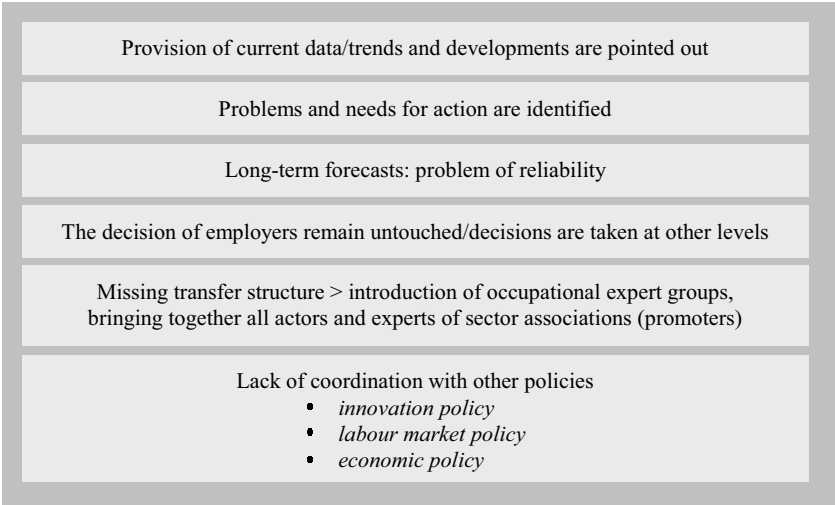 Provision of current data/trends and developments are pointed out
Problems and needs for action are identified
Long-term forecasts: problem of reliability
The decision of employers remain untouched/decisions are taken at other levels
Missing transfer structure > introduction of occupational expert groups,
bringing together all actors and experts of sector associations (promoters)
Lack of coordination with other policies
• innovation policy
• labour market policy
• economic policy